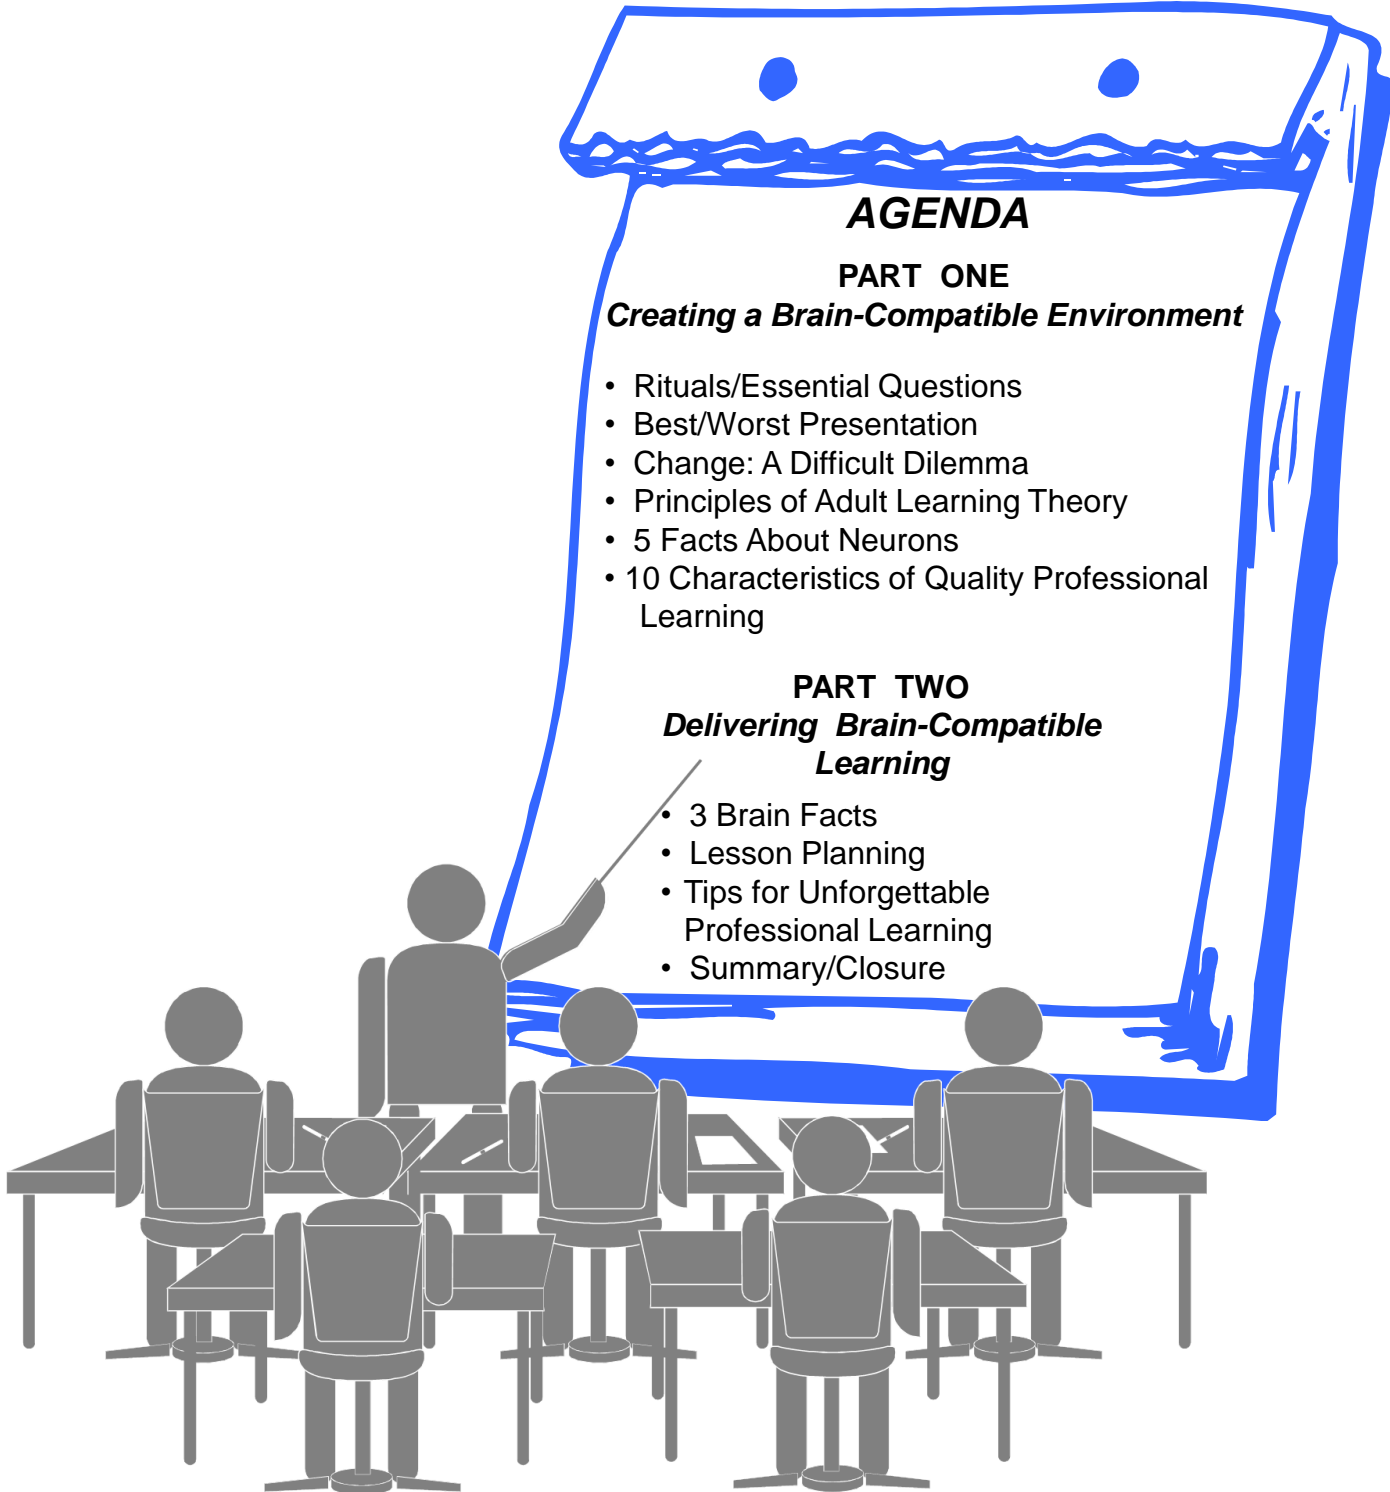 AGENDA
PART ONE
Creating a Brain-Compatible Environment
• Rituals/Essential Questions
• Best/Worst Presentation
• Change: A Difficult Dilemma
• Principles of Adult Learning Theory
• 5 Facts About Neurons
• 10 Characteristics of Quality Professional
Learning
PART TWO
Delivering Brain-Compatible
Learning
• 3 Brain Facts
• Lesson Planning
• Tips for Unforgettable
Professional Learning
• Summary/Closure